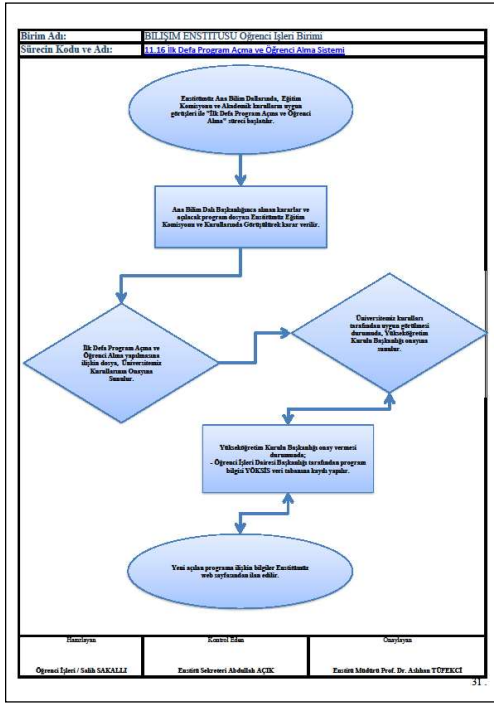 Birim Adı: BİLİŞİM ENSTİTÜSÜ Öğrenci İşleri Birimi
Sürecin Kodu ve Adı: 11.16 İlk Defa Program Açma ve Öğrenci Alma Sistemi
Enstitümüz Ana Bilim Dallarında, Eğitim
Komisyonu ve Akademik kurulların uygun
görüşleri ile "İlk Defa Program Açma ve Öğrenci
Alma" süreci başlatılır.
Ana Bilim Dalı Başkanlığınca alınan kararlar ve
açılacak program dosyası Enstitümüz Eğitim
Komisyonu ve Kurullarında Görüşülürek karar verilir.
Üniversitemiz kurulları
tarafından uygun görülmesi
durumunda, Yükseköğretim
Kurulu Başkanlığı onayına
sunulur.
İlk Defa Program Açma ve
Öğrenci Alma yapılmasına
ilişkin dosya, Üniversitemiz
Kurullarının Onayına
Sunulur.
Yükseköğretim Kurulu Başkanlığı onay vermesi
durumunda;
- Öğrenci İşleri Dairesi Başkanlığı tarafından program
bilgisi YÖKSİS veri tabanına kaydı yapılır.
Yeni açılan programa ilişkin bilgiler Enstitümüz
web sayfasından ilan edilir.
Hazırlayan Kontrol Eden Onaylayan
Öğrenci İşleri / Salih SAKALLI Enstitü Sekreteri Abdullah AÇIK Enstitü Müdürü Prof. Dr. Aslıhan TÜFEKCİ
31 .